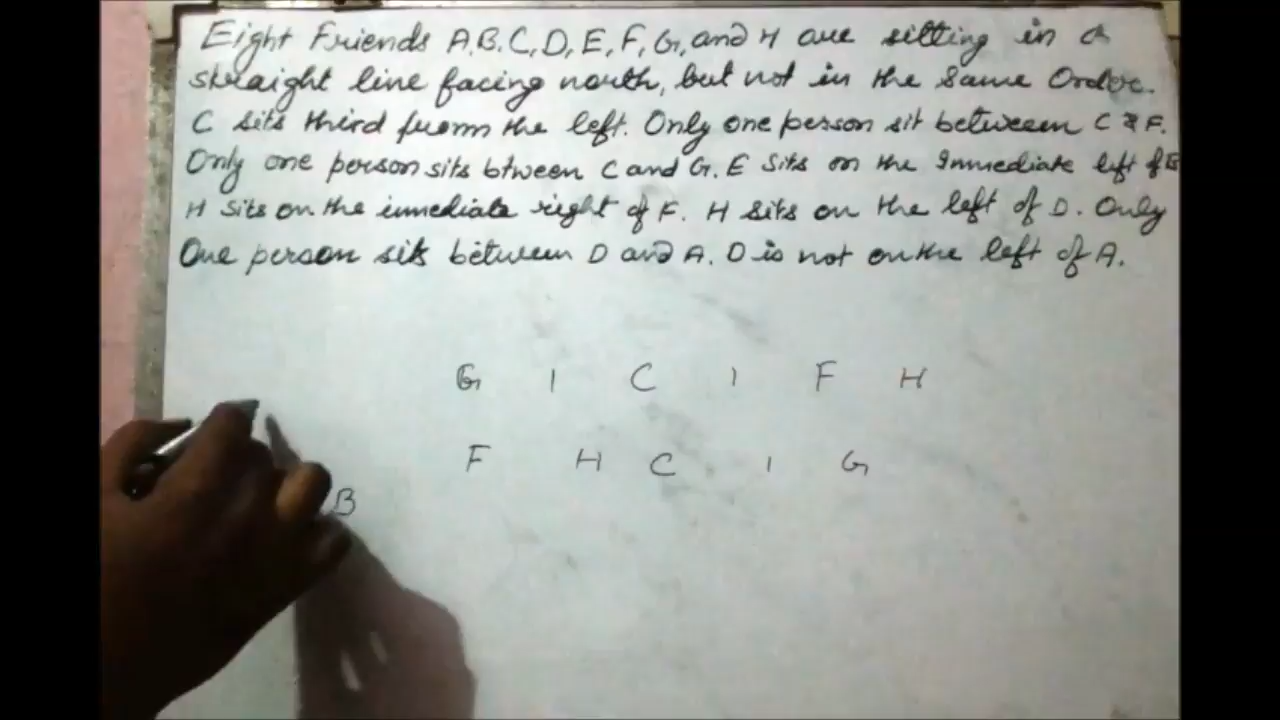 Eight Friends A, B, C, D, E, F, G, and H are sitting in a
straight line facing north, but not in the Same Order.
C sits third from the left. Only one person sit between C & F.
Only one person sits btween C and G. E Sits on the Immediate left of
H sits on the immediate right of F. H sits on the left of D. Only
One person sits between D and A. D is not on the left of A.
G I C I F H
F H C I G
B